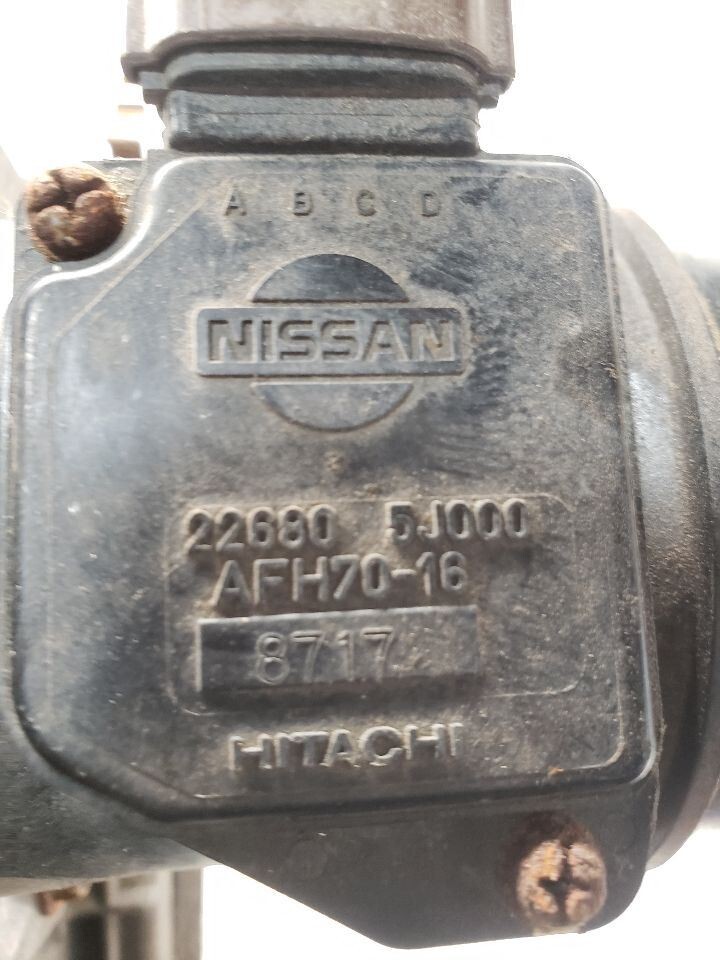 A B C D
NISSAN
22680 5J000
AFH70-16
8717
HITACHI